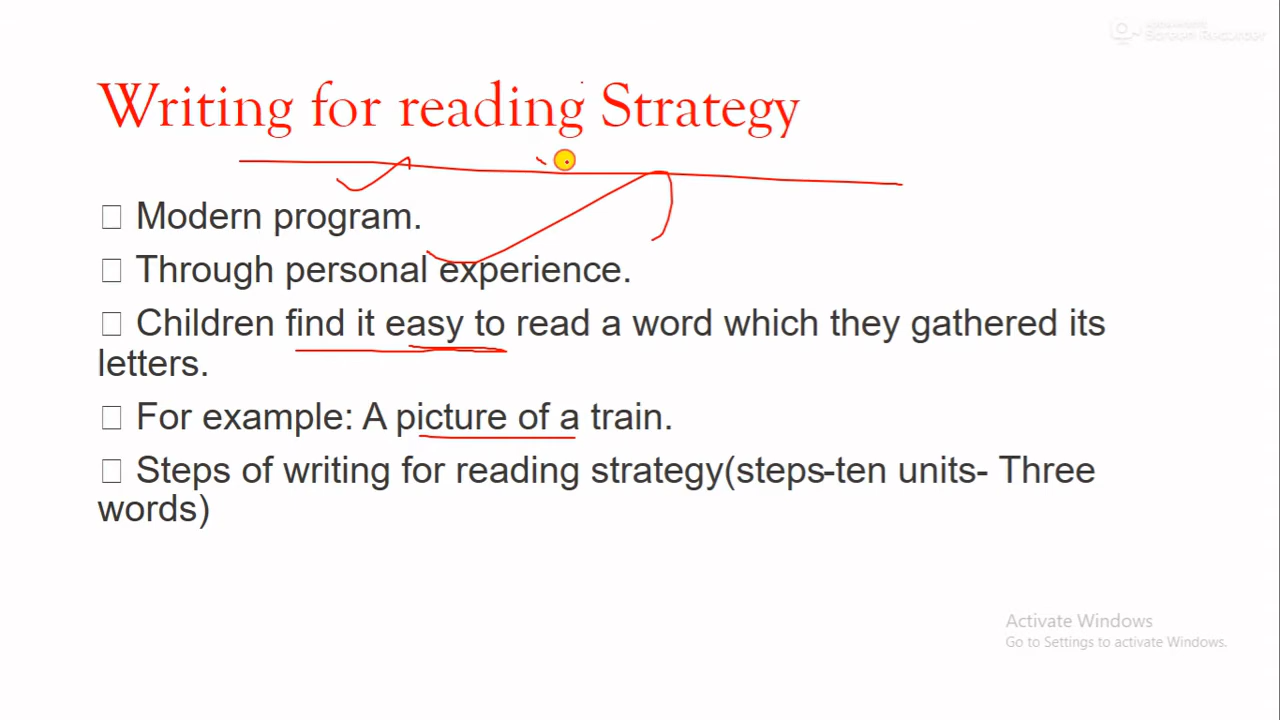 Screen Recorder
Writing for reading Strategy
Modern program.
Through personal experience.
Children find it easy to read a word which they gathered its
letters.
For example: A picture of a train.
Steps of writing for reading strategy(steps-ten units- Three
words)
Activate Windows
Go to Settings to activate Windows.